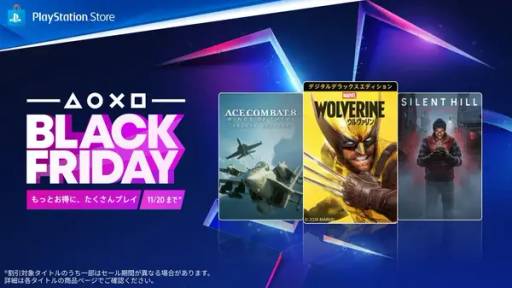 PlayStation Store
BLACK
FRIDAY
もっとお得に、たくさんプレイ
11/20 まで*
ACE COMBAT 8
デジタルデラックスエディション
MARVEL
WOLVERINE
ウルヴァリン
SILENT HILL
*割引対象タイトルのうち一部はセール期間が異なる場合があります。
詳細は各タイトルの商品ページでご確認ください。